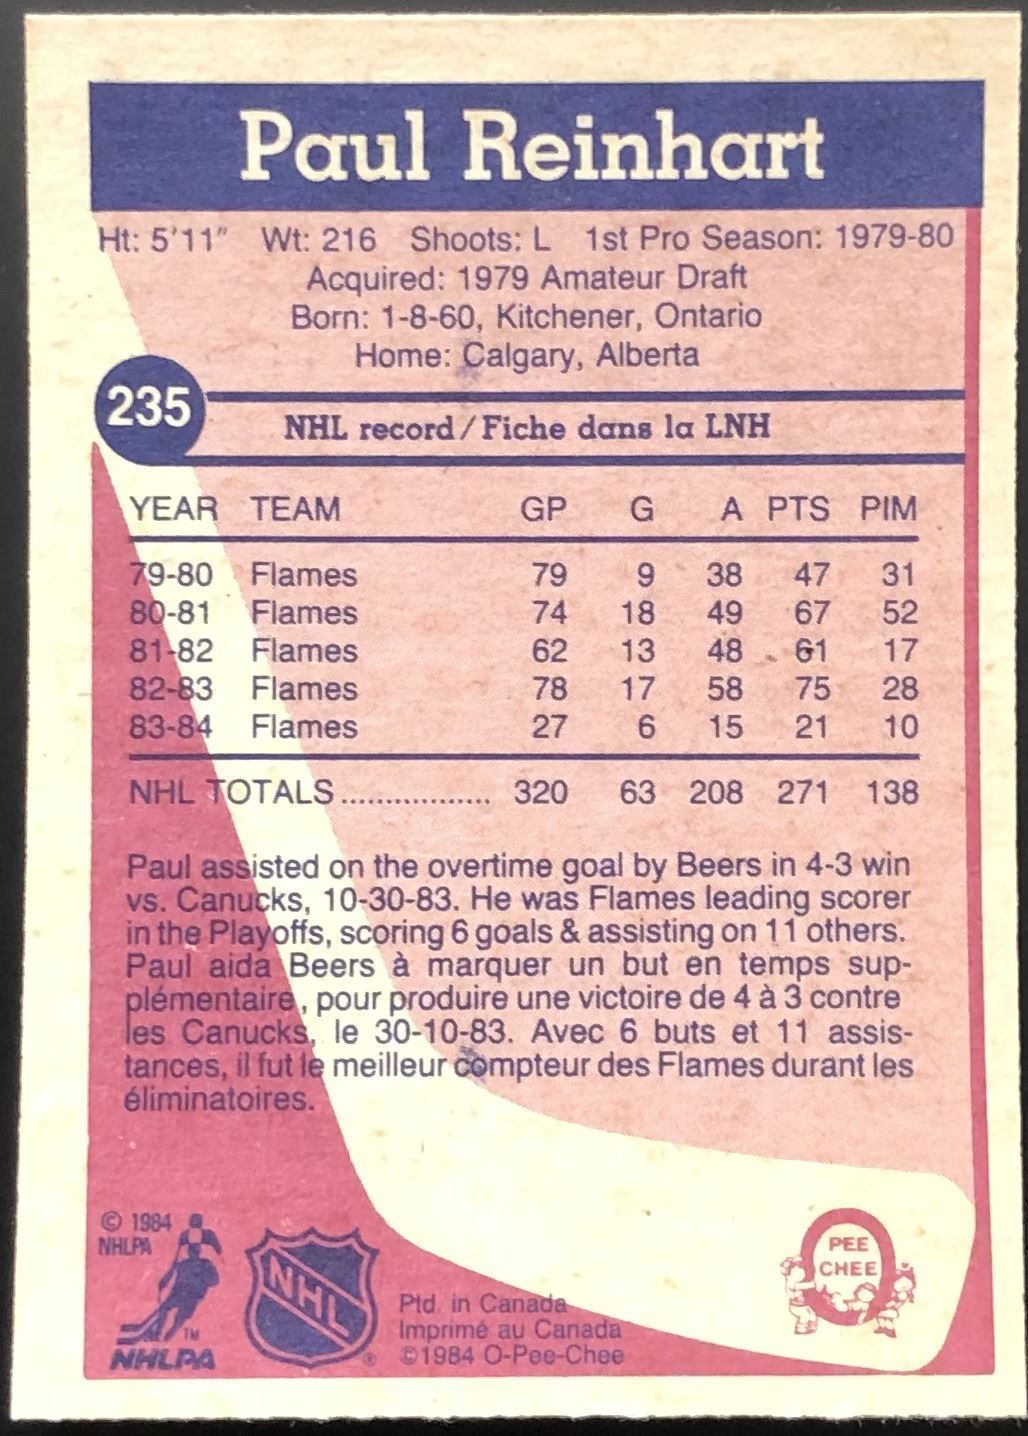 Paul Reinhart
Ht: 5'11" Wt: 216 Shoots: L 1st Pro Season: 1979-80
Acquired: 1979 Amateur Draft
Born: 1-8-60, Kitchener, Ontario
Home: Calgary, Alberta
235
NHL record/Fiche dans la LNH
YEAR TEAM GP G A PTS PIM
79-80 Flames 79 9 38 47 31
80-81 Flames 74 18 49 67 52
81-82 Flames 62 13 48 61 17
82-83 Flames 78 17 58 75 28
83-84 Flames 27 6 15 21 10
NHL TOTALS ................. 320 63 208 271 138
Paul assisted on the overtime goal by Beers in 4-3 win
vs. Canucks, 10-30-83. He was Flames leading scorer
in the Playoffs, scoring 6 goals & assisting on 11 others.
Paul aida Beers à marquer un but en temps sup-
plémentaire, pour produire une victoire de 4 à 3 contre
les Canucks, le 30-10-83. Avec 6 buts et 11 assis-
tances, il fut le meilleur compteur des Flames durant les
éliminatoires.
© 1984
NHLPA
TM
NHLPA
NHL
®
Ptd. in Canada
Imprimé au Canada
©1984 O-Pee-Chee
PEE
CHEE